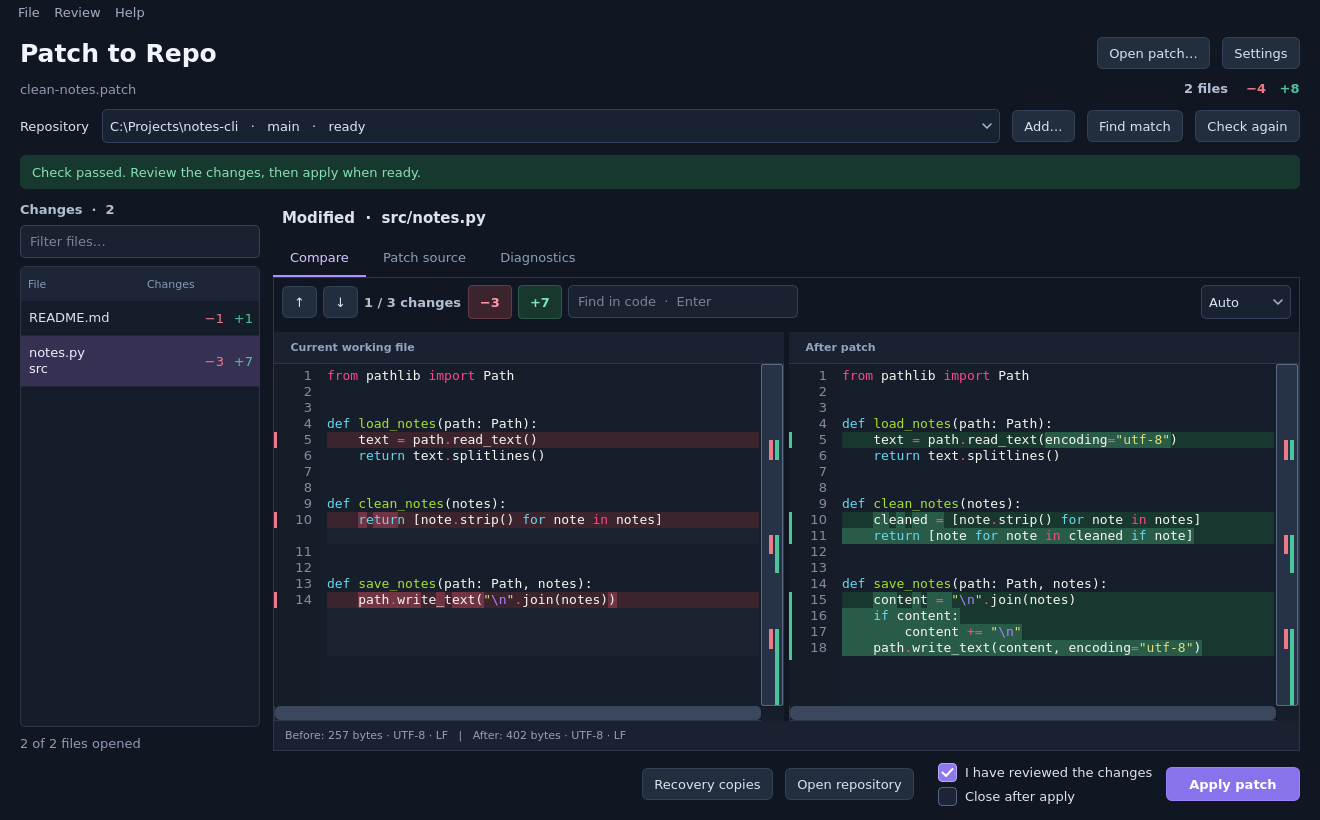 File Review Help
Patch to Repo
Open patch… Settings
clean-notes.patch
2 files −4 +8
Repository C:\Projects\notes-cli · main · ready Add… Find match Check again
Check passed. Review the changes, then apply when ready.
Changes · 2
Filter files…
File Changes
README.md −1 +1
notes.py −3 +7
src
2 of 2 files opened
Modified · src/notes.py
Compare Patch source Diagnostics
↑ ↓ 1 / 3 changes −3 +7 Find in code · Enter Auto
Current working file
1 from pathlib import Path
2
3
4 def load_notes(path: Path):
5     text = path.read_text()
6     return text.splitlines()
7
8
9 def clean_notes(notes):
10     return [note.strip() for note in notes]
11
12
13 def save_notes(path: Path, notes):
14     path.write_text("\n".join(notes))
After patch
1 from pathlib import Path
2
3
4 def load_notes(path: Path):
5     text = path.read_text(encoding="utf-8")
6     return text.splitlines()
7
8
9 def clean_notes(notes):
10     cleaned = [note.strip() for note in notes]
11     return [note for note in cleaned if note]
12
13
14 def save_notes(path: Path, notes):
15     content = "\n".join(notes)
16     if content:
17         content += "\n"
18     path.write_text(content, encoding="utf-8")
Before: 257 bytes · UTF-8 · LF | After: 402 bytes · UTF-8 · LF
Recovery copies Open repository
I have reviewed the changes
Close after apply
Apply patch